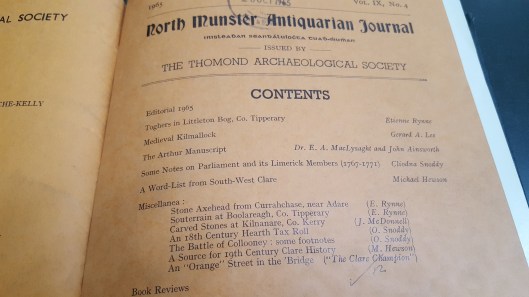 AL SOCIETY
HE-KELLY
1965
VOL. IX, No. 4
North Munster Antiquarian Journal
ISSUED BY
THE THOMOND ARCHAEOLOGICAL SOCIETY
CONTENTS
Editorial 1965
Toghers in Littleton Bog, Co. Tipperary Etienne Rynne
Medieval Kilmallock Gerard A. Lee
The Arthur Manuscript Dr. E. A. MacLysaght and John Ainsworth
Some Notes on Parliament and its Limerick Members (1767-1771) Cliodna Snoddy
A Word-List from South-West Clare Michael Hewson
Miscellanea :
Stone Axehead from Currahchase, near Adare (E. Rynne)
Souterrain at Boolareagh, Co. Tipperary (E. Rynne)
Carved Stones at Kilnanare, Co. Kerry (J. McDonnell)
An 18th Century Hearth Tax Roll (O. Snoddy)
The Battle of Collooney : some footnotes (O. Snoddy)
A Source for 19th Century Clare History (M. Hewson)
An "Orange" Street in the 'Bridge' ("The Clare Champion")
Book Reviews